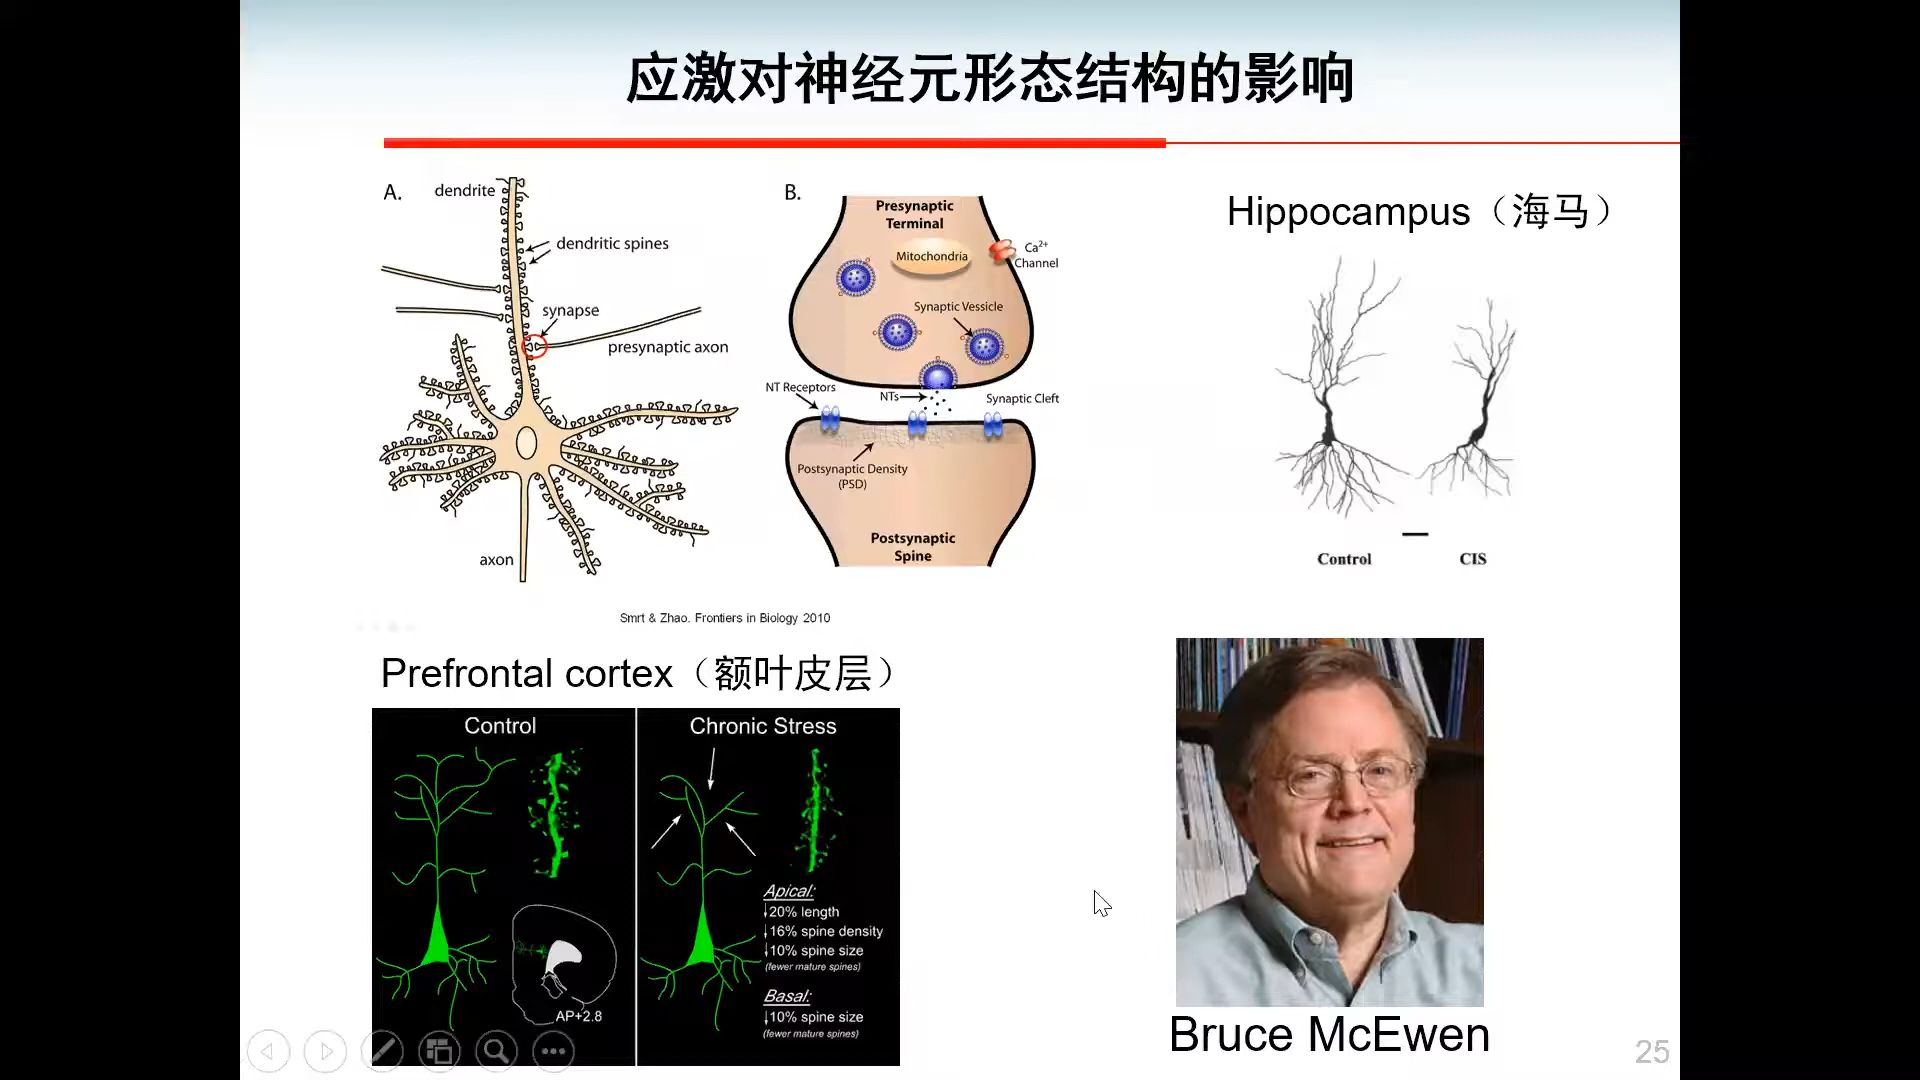 应激对神经元形态结构的影响
A.
dendrite
dendritic spines
synapse
presynaptic axon
axon
B.
Presynaptic
Terminal
Mitochondria
Ca²⁺
Channel
Synaptic Vessicle
NT Receptors
NTs
Synaptic Cleft
Postsynaptic Density
(PSD)
Postsynaptic
Spine
Smrt & Zhao. Frontiers in Biology 2010
Hippocampus（海马）
Control
CIS
Prefrontal cortex（额叶皮层）
Control
AP+2.8
Chronic Stress
Apical:
↓20% length
↓16% spine density
↓10% spine size
(fewer mature spines)
Basal:
↓10% spine size
(fewer mature spines)
Bruce McEwen
25